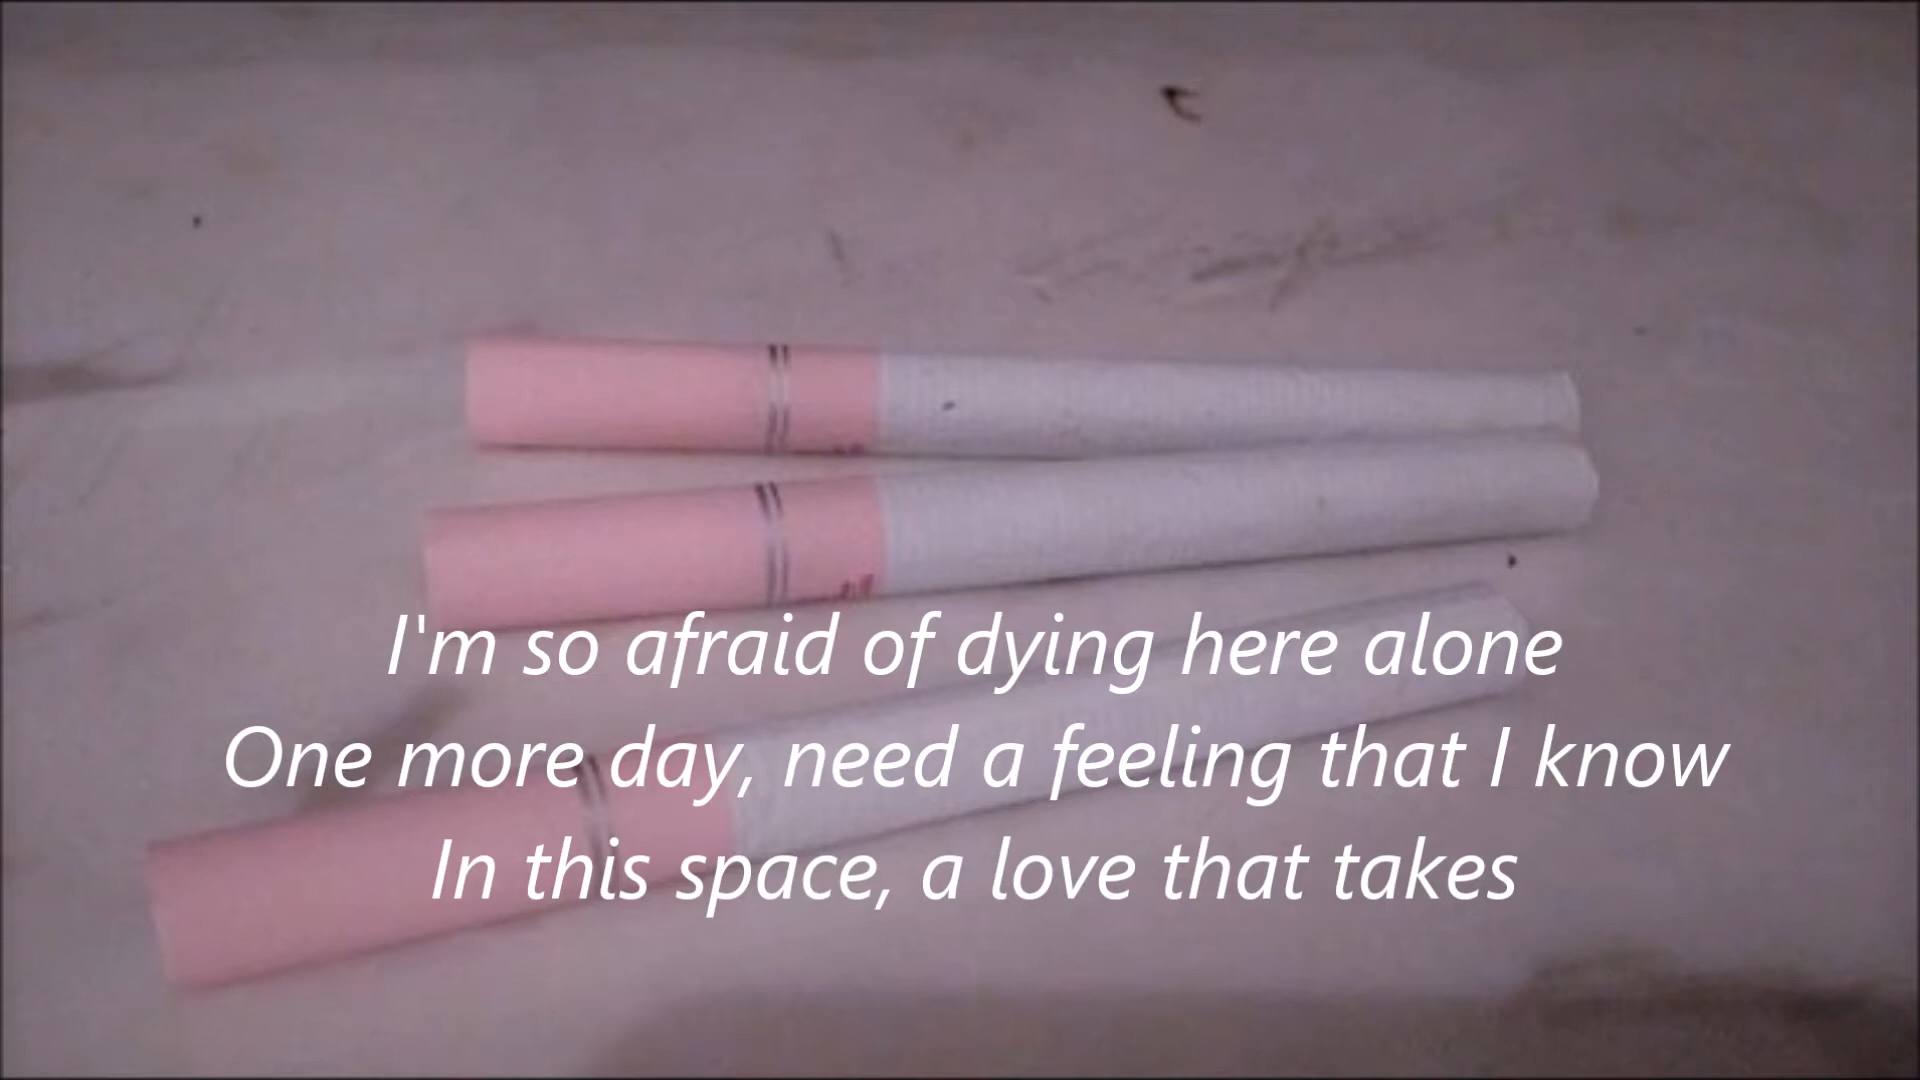 I'm so afraid of dying here alone
One more day, need a feeling that I know
In this space, a love that takes